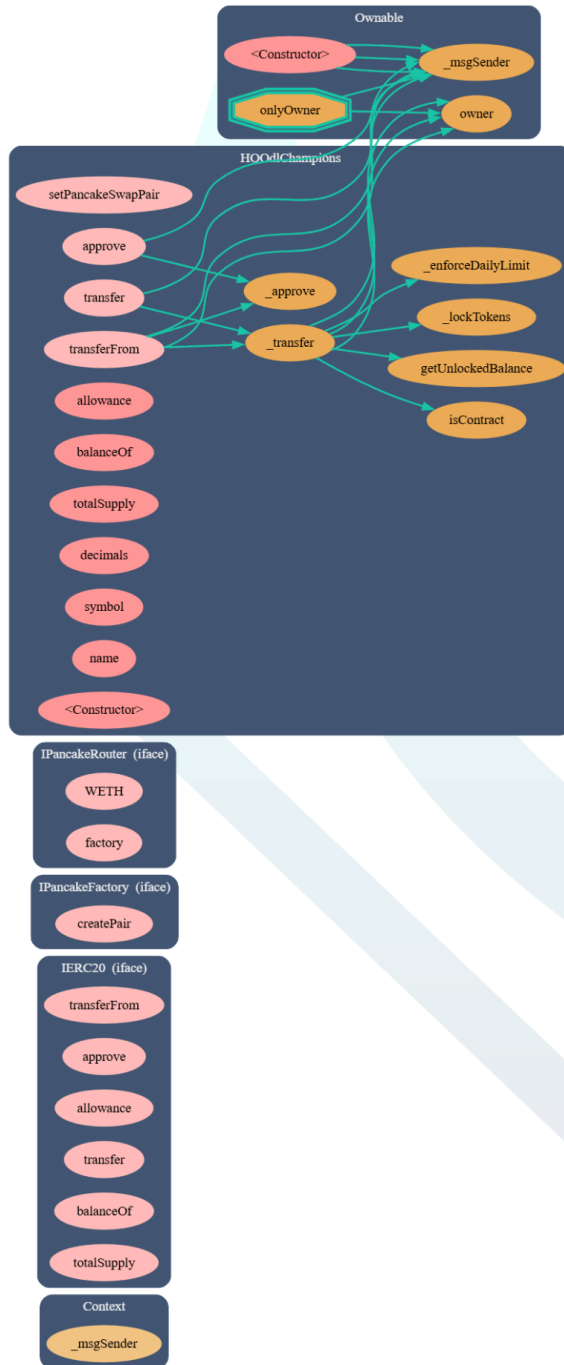 Ownable
<Constructor>
_msgSender
onlyOwner
owner
HOOdlChampions
setPancakeSwapPair
approve
_enforceDailyLimit
transfer
_approve
_lockTokens
transferFrom
_transfer
getUnlockedBalance
allowance
isContract
balanceOf
totalSupply
decimals
symbol
name
<Constructor>
IPancakeRouter (iface)
WETH
factory
IPancakeFactory (iface)
createPair
IERC20 (iface)
transferFrom
approve
allowance
transfer
balanceOf
totalSupply
Context
_msgSender